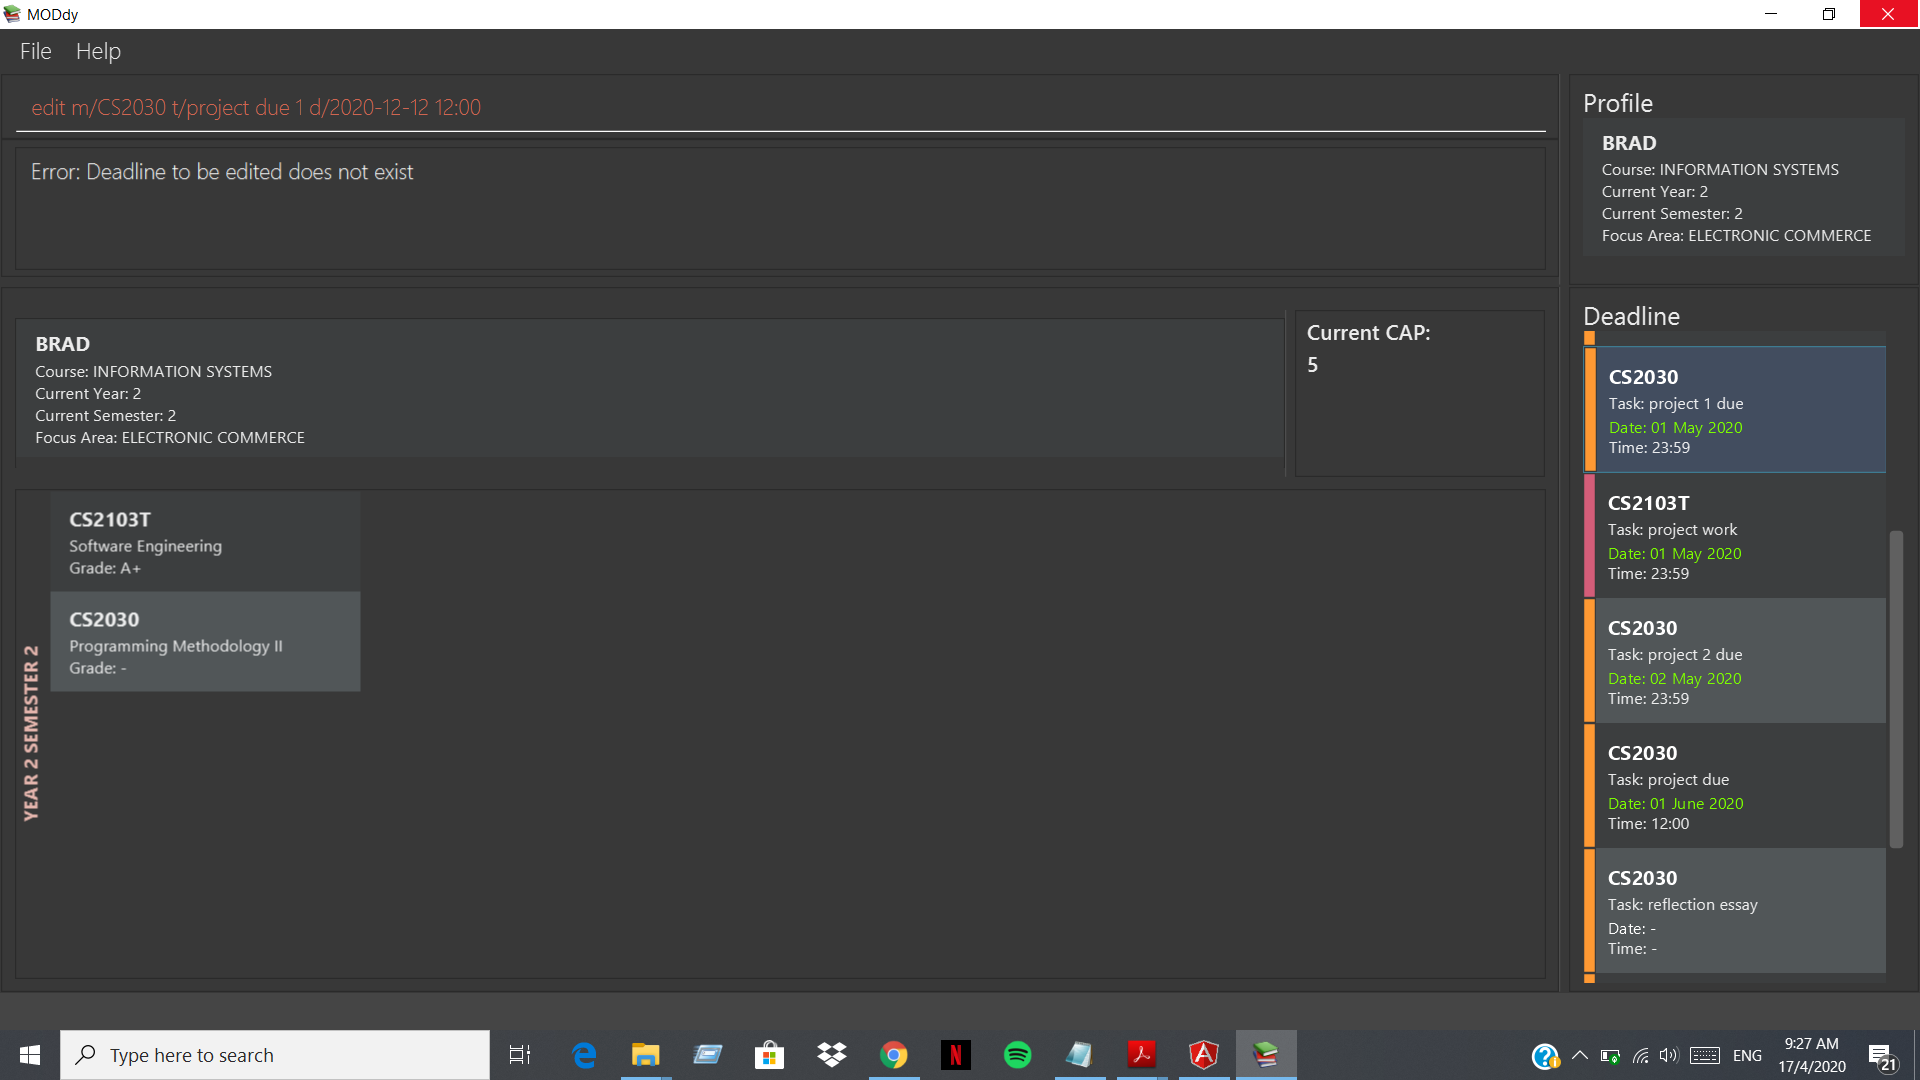 MODdy
File Help
edit m/CS2030 t/project due 1 d/2020-12-12 12:00
Error: Deadline to be edited does not exist
BRAD
Course: INFORMATION SYSTEMS
Current Year: 2
Current Semester: 2
Focus Area: ELECTRONIC COMMERCE
Current CAP:
5
YEAR 2 SEMESTER 2
CS2103T
Software Engineering
Grade: A+
CS2030
Programming Methodology II
Grade: -
Profile
BRAD
Course: INFORMATION SYSTEMS
Current Year: 2
Current Semester: 2
Focus Area: ELECTRONIC COMMERCE
Deadline
CS2030
Task: project 1 due
Date: 01 May 2020
Time: 23:59
CS2103T
Task: project work
Date: 01 May 2020
Time: 23:59
CS2030
Task: project 2 due
Date: 02 May 2020
Time: 23:59
CS2030
Task: project due
Date: 01 June 2020
Time: 12:00
CS2030
Task: reflection essay
Date: -
Time: -
Type here to search
N
ENG
9:27 AM
17/4/2020
21